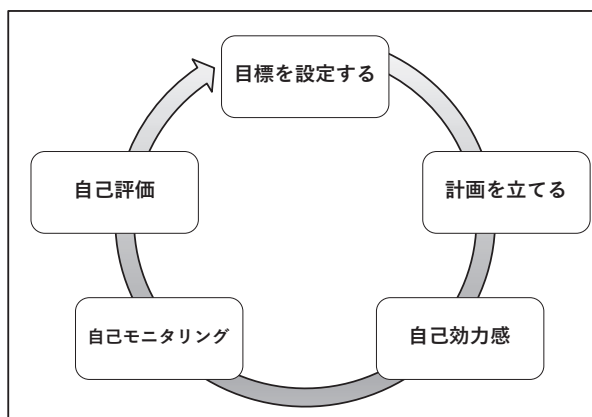 目標を設定する
計画を立てる
自己効力感
自己モニタリング
自己評価